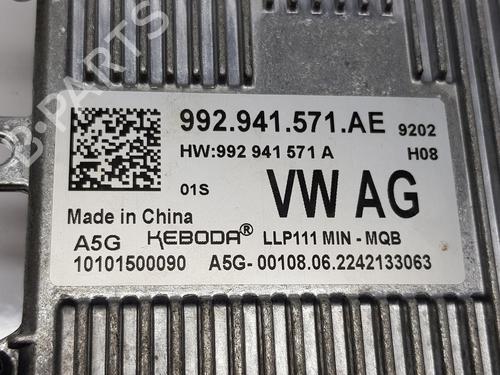 B-PARTS
992.941.571.AE 9202
HW:992 941 571 A H08
01S VW AG
Made in China
A5G KEBODA® LLP111 MIN - MQB
10101500090 A5G- 00108.06.2242133063